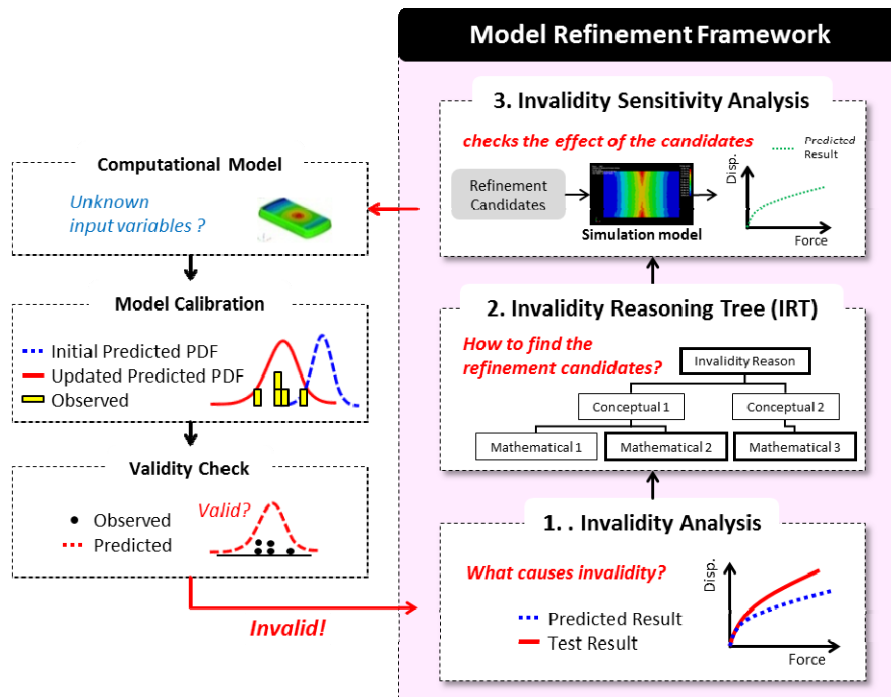 Model Refinement Framework
3. Invalidity Sensitivity Analysis
checks the effect of the candidates
Predicted
Result
Disp.
Refinement
Candidates
Simulation model
Force
Computational Model
Unknown
input variables ?
Model Calibration
Initial Predicted PDF
Updated Predicted PDF
Observed
2. Invalidity Reasoning Tree (IRT)
How to find the
refinement candidates?
Invalidity Reason
Conceptual 1
Conceptual 2
Mathematical 1
Mathematical 2
Mathematical 3
Validity Check
Valid?
Observed
Predicted
Invalid!
1. . Invalidity Analysis
What causes invalidity?
Disp.
Predicted Result
Test Result
Force